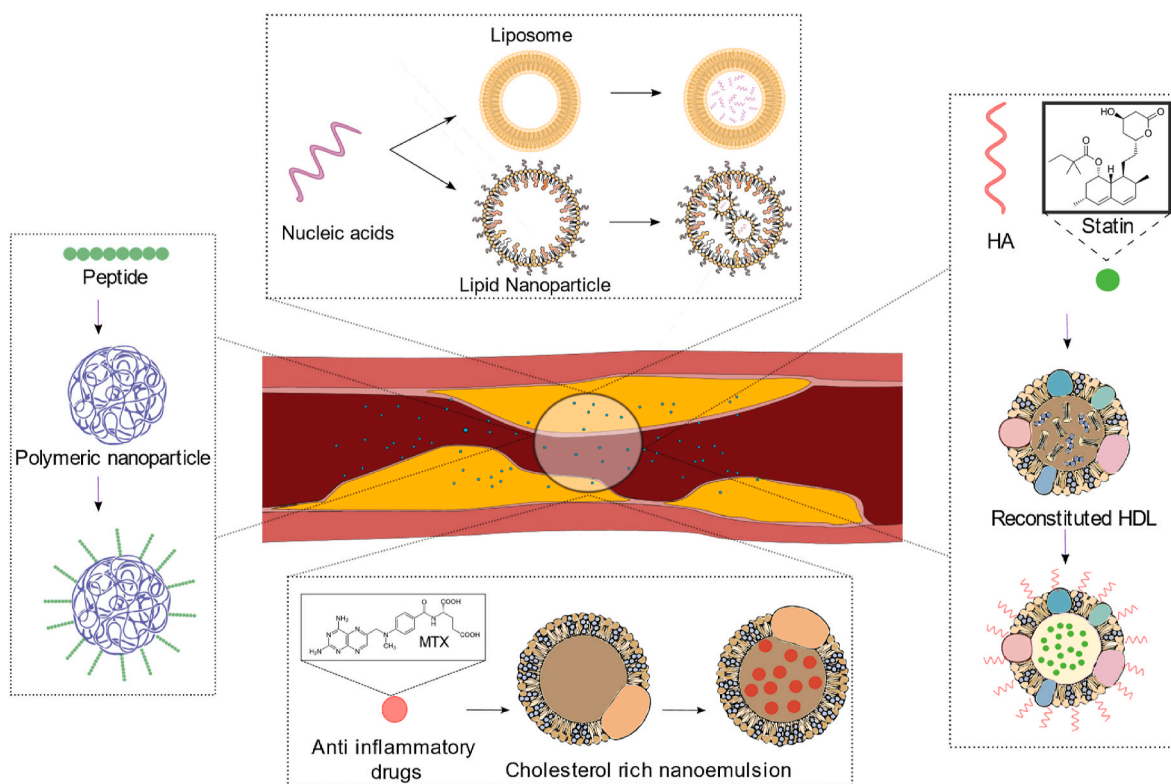 Liposome
Nucleic acids
Lipid Nanoparticle
Peptide
Polymeric nanoparticle
HA
HO
O
O
O
O
H
Statin
Reconstituted HDL
NH₂
N
N
H₂N
N
N
N
CH₃
O
N
H
COOH
COOH
MTX
Anti inflammatory
drugs
Cholesterol rich nanoemulsion